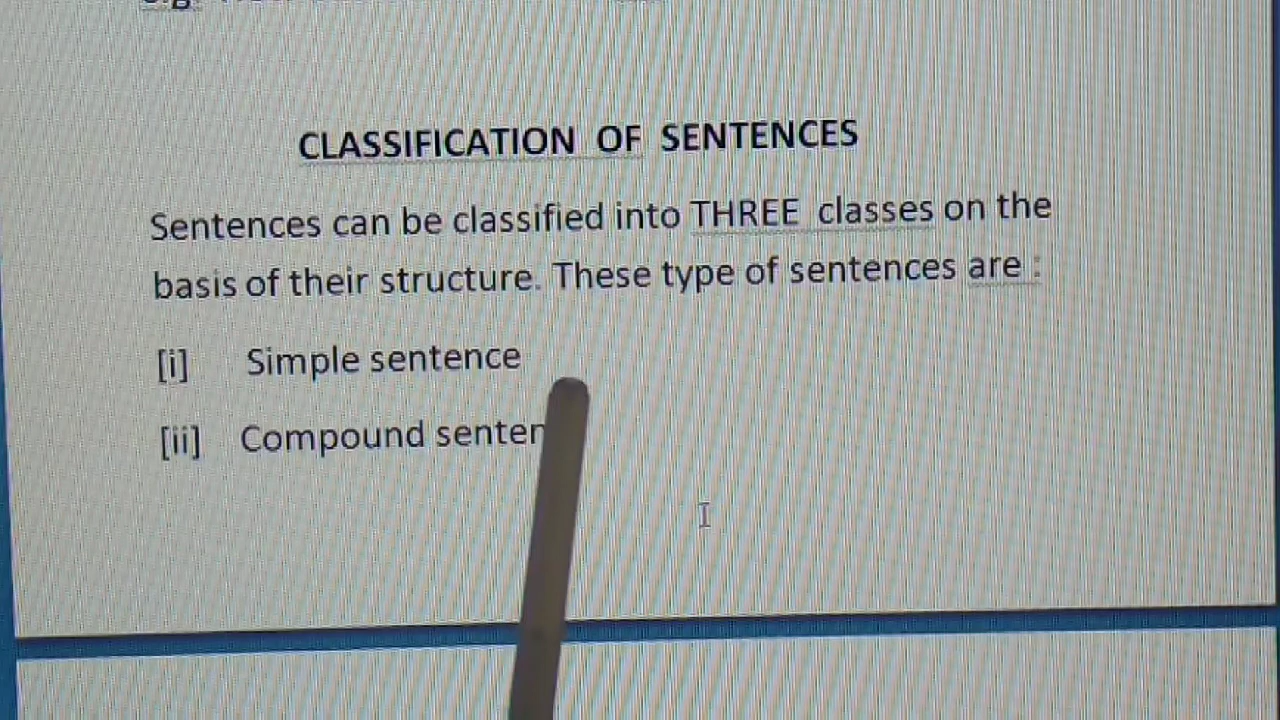 CLASSIFICATION OF SENTENCES
Sentences can be classified into THREE classes on the
basis of their structure. These type of sentences are :
[i] Simple sentence
[ii] Compound senten